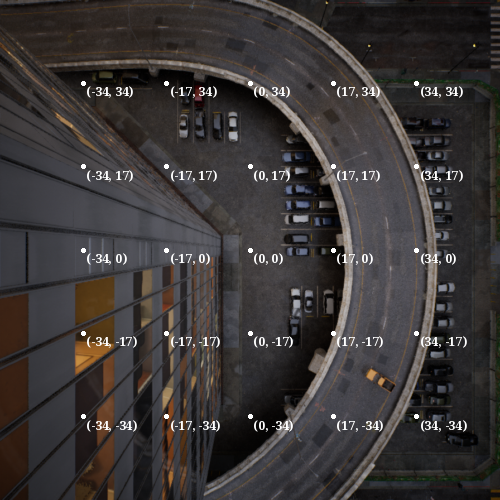 (-34, 34) (-17, 34) (0, 34) (17, 34) (34, 34)
(-34, 17) (-17, 17) (0, 17) (17, 17) (34, 17)
(-34, 0) (-17, 0) (0, 0) (17, 0) (34, 0)
(-34, -17) (-17, -17) (0, -17) (17, -17) (34, -17)
(-34, -34) (-17, -34) (0, -34) (17, -34) (34, -34)